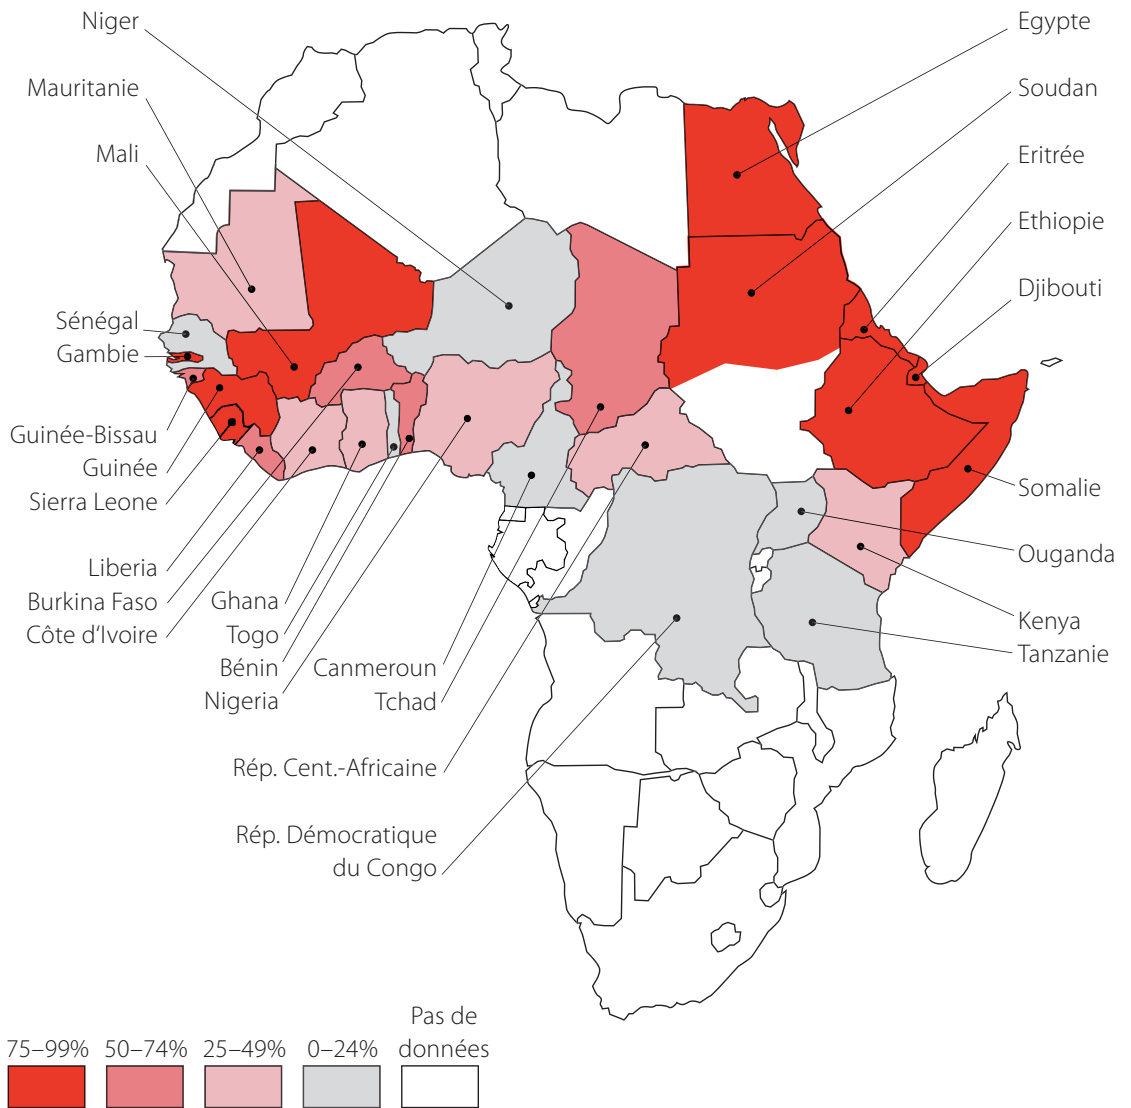 Niger
Mauritanie
Mali
Sénégal
Gambie
Guinée-Bissau
Guinée
Sierra Leone
Liberia
Burkina Faso
Côte d‘Ivoire
Ghana
Togo
Bénin
Nigeria
Canmeroun
Tchad
Rép. Cent.-Africaine
Rép. Démocratique
du Congo
Egypte
Soudan
Eritrée
Ethiopie
Djibouti
Somalie
Ouganda
Kenya
Tanzanie
75–99%
50–74%
25–49%
0–24%
Pas de
données